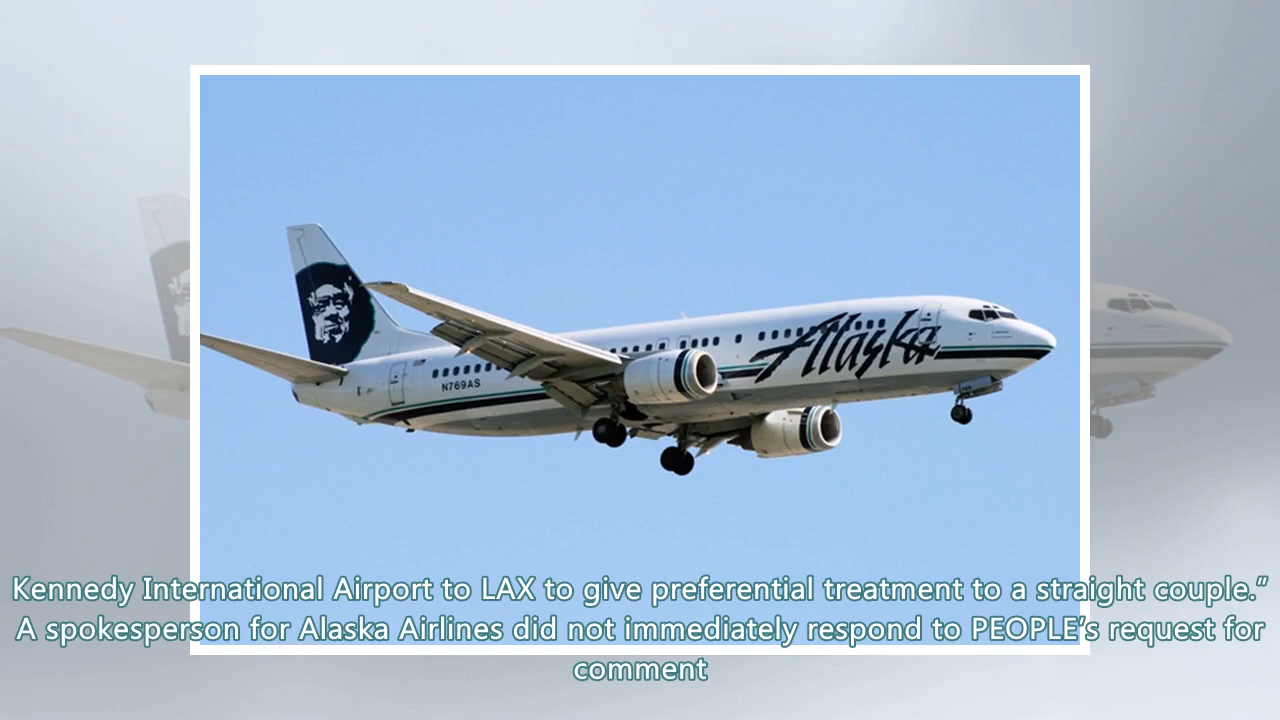 Alaska
N769AS
Kennedy International Airport to LAX to give preferential treatment to a straight couple.”
A spokesperson for Alaska Airlines did not immediately respond to PEOPLE’s request for
comment